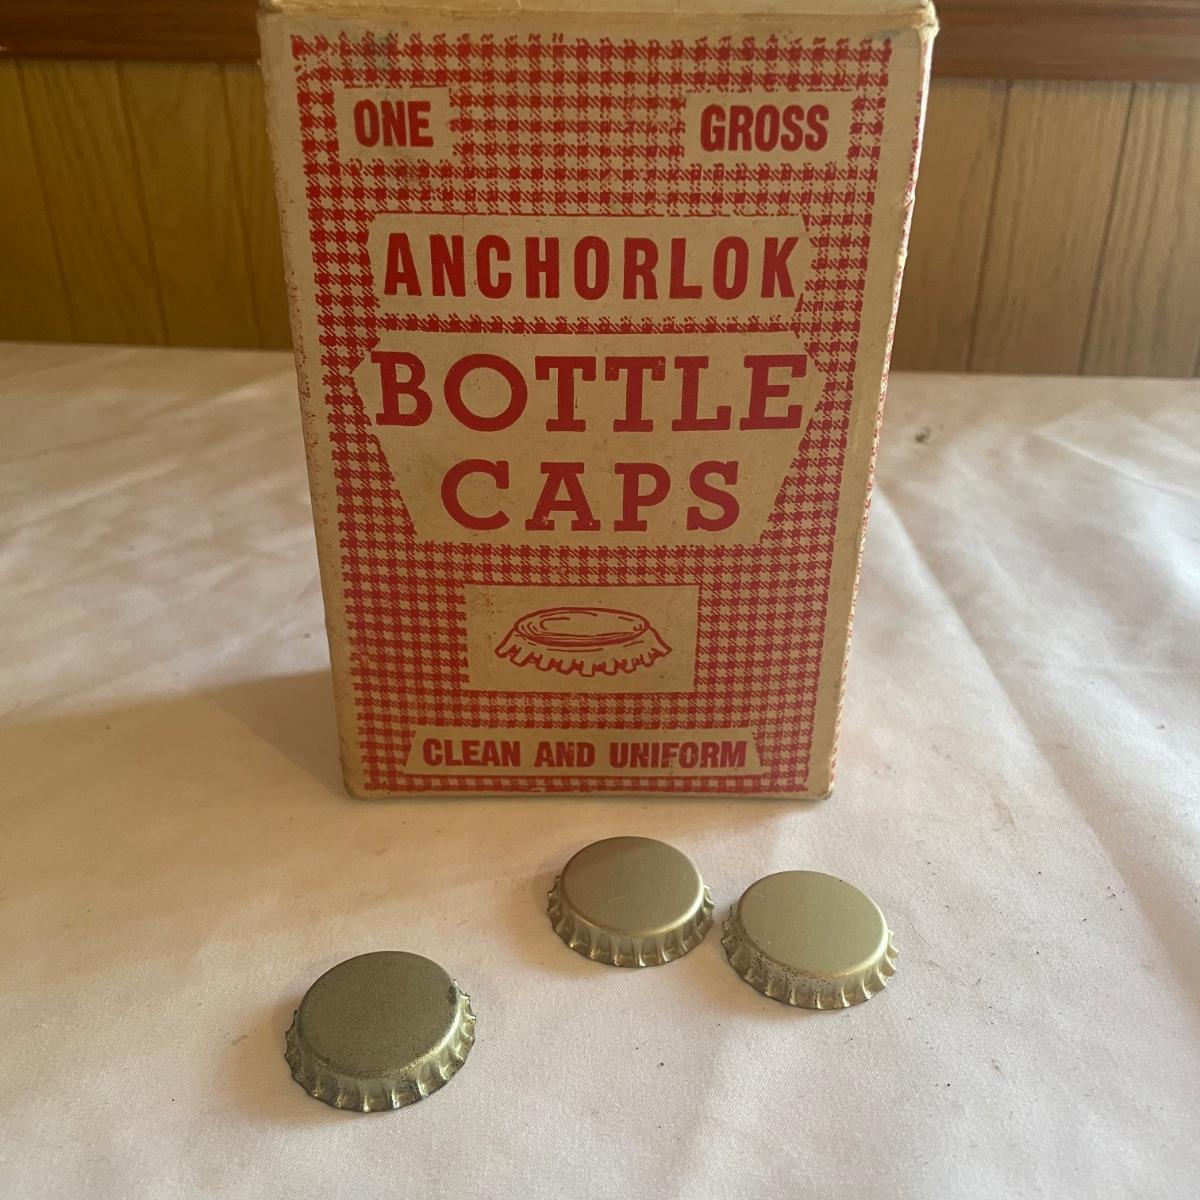 ONE GROSS
ANCHORLOK
BOTTLE
CAPS
CLEAN AND UNIFORM